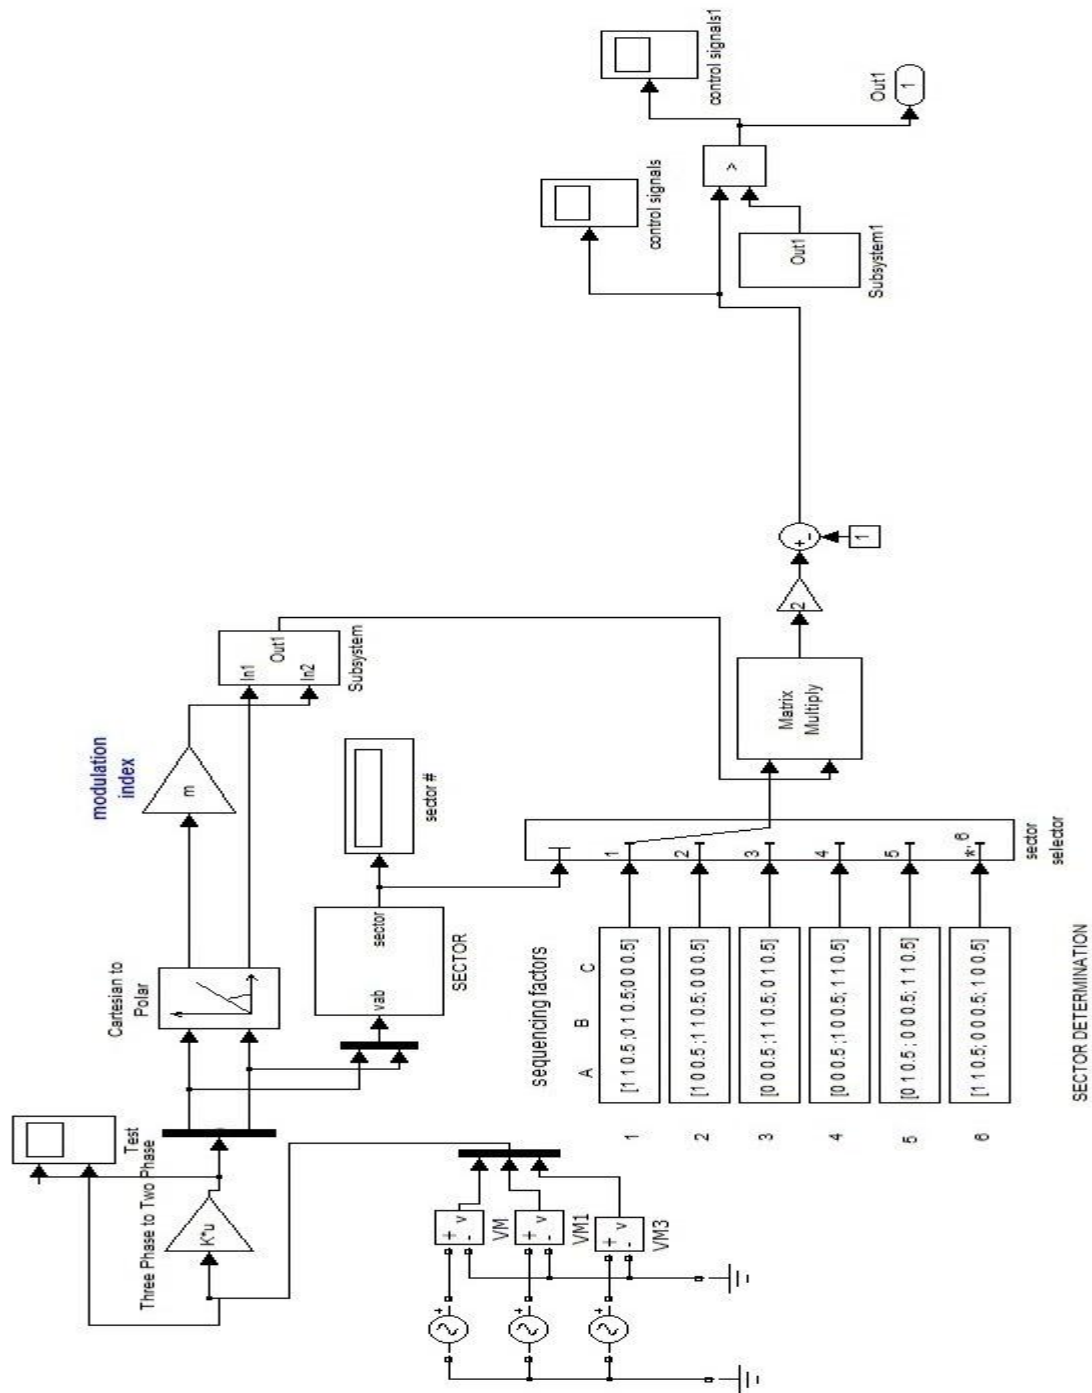 Test
Three Phase to Two Phase
K*u
+ v
-
VM
+ v
-
VM1
+ v
-
VM3
+
+
+
Cartesian to
Polar
modulation
index
m
In1
In2
Out1
Subsystem
vab
sector
SECTOR
sector #
sequencing factors
A B C
1 [1 1 0.5 ;0 1 0.5;0 0 0.5] 1
2 [1 0 0.5 ;1 1 0.5; 0 0 0.5] 2
3 [0 0 0.5 ;1 1 0.5; 0 1 0.5] 3
4 [0 0 0.5 ;1 0 0.5; 1 1 0.5] 4
5 [0 1 0.5 ; 0 0 0.5; 1 1 0.5] 5
6 [1 1 0.5; 0 0 0.5; 1 0 0.5] *, 6
sector
selector
SECTOR DETERMINATION
Matrix
Multiply
2
+
-
1
control signals
Out1
Subsystem1
>
control signals1
1
Out1